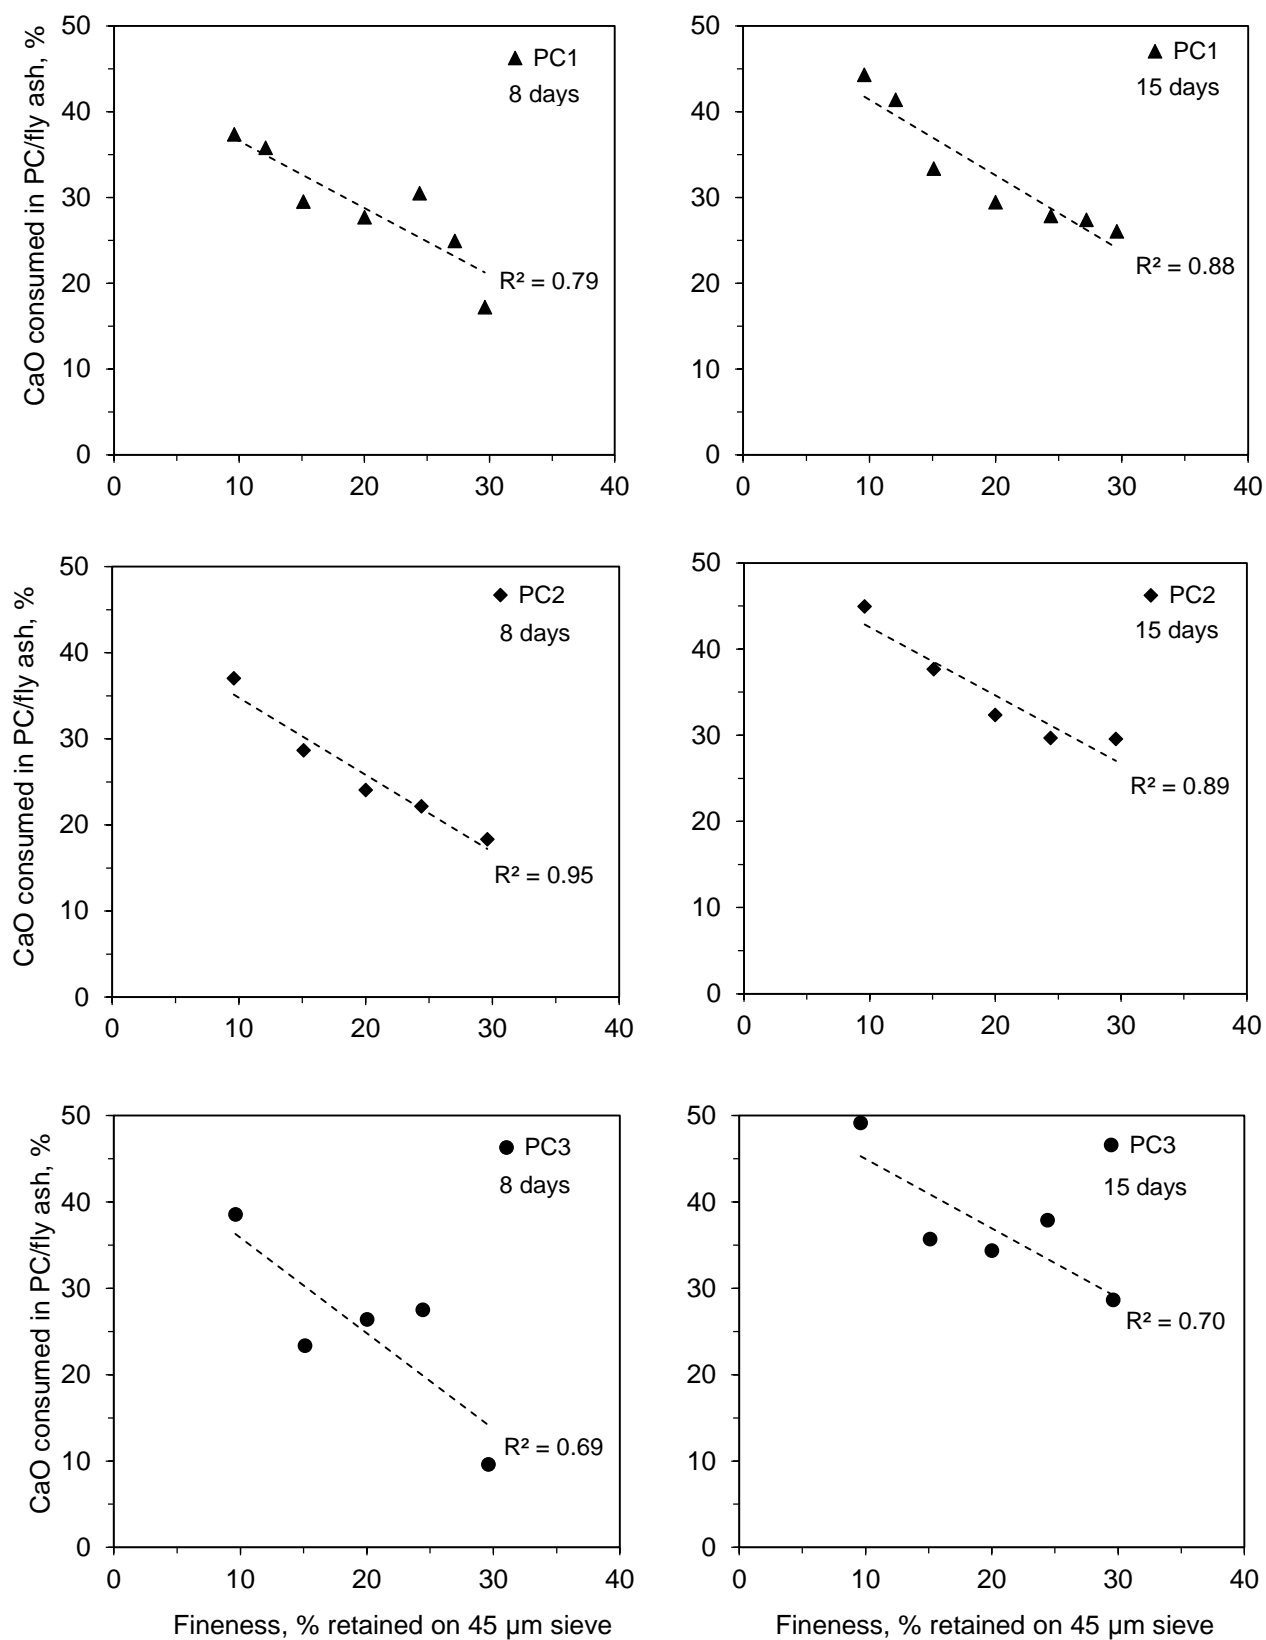 CaO consumed in PC/fly ash, %
50
40
30
20
10
0
0 10 20 30 40
PC1
8 days
R² = 0.79
50
40
30
20
10
0
0 10 20 30 40
PC1
15 days
R² = 0.88
CaO consumed in PC/fly ash, %
50
40
30
20
10
0
0 10 20 30 40
PC2
8 days
R² = 0.95
50
40
30
20
10
0
0 10 20 30 40
PC2
15 days
R² = 0.89
CaO consumed in PC/fly ash, %
50
40
30
20
10
0
0 10 20 30 40
PC3
8 days
R² = 0.69
Fineness, % retained on 45 µm sieve
50
40
30
20
10
0
0 10 20 30 40
PC3
15 days
R² = 0.70
Fineness, % retained on 45 µm sieve